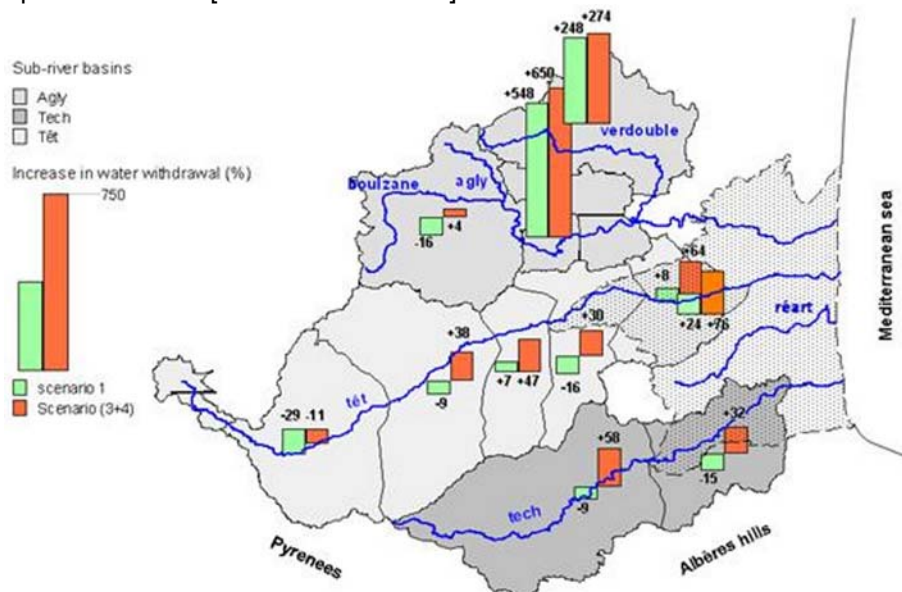 Sub-river basins
Agly
Tech
Têt
Increase in water withdrawal (%)
750
scenario 1
Scenario (3+4)
+248
+274
+548
+650
verdouble
boulzane
agly
-16
+4
+64
+8
+24
+76
réart
Mediterranean sea
+38
+30
têt
-9
+7
+47
-16
-29
-11
+58
+32
-15
-9
tech
Pyrenees
Albères hills